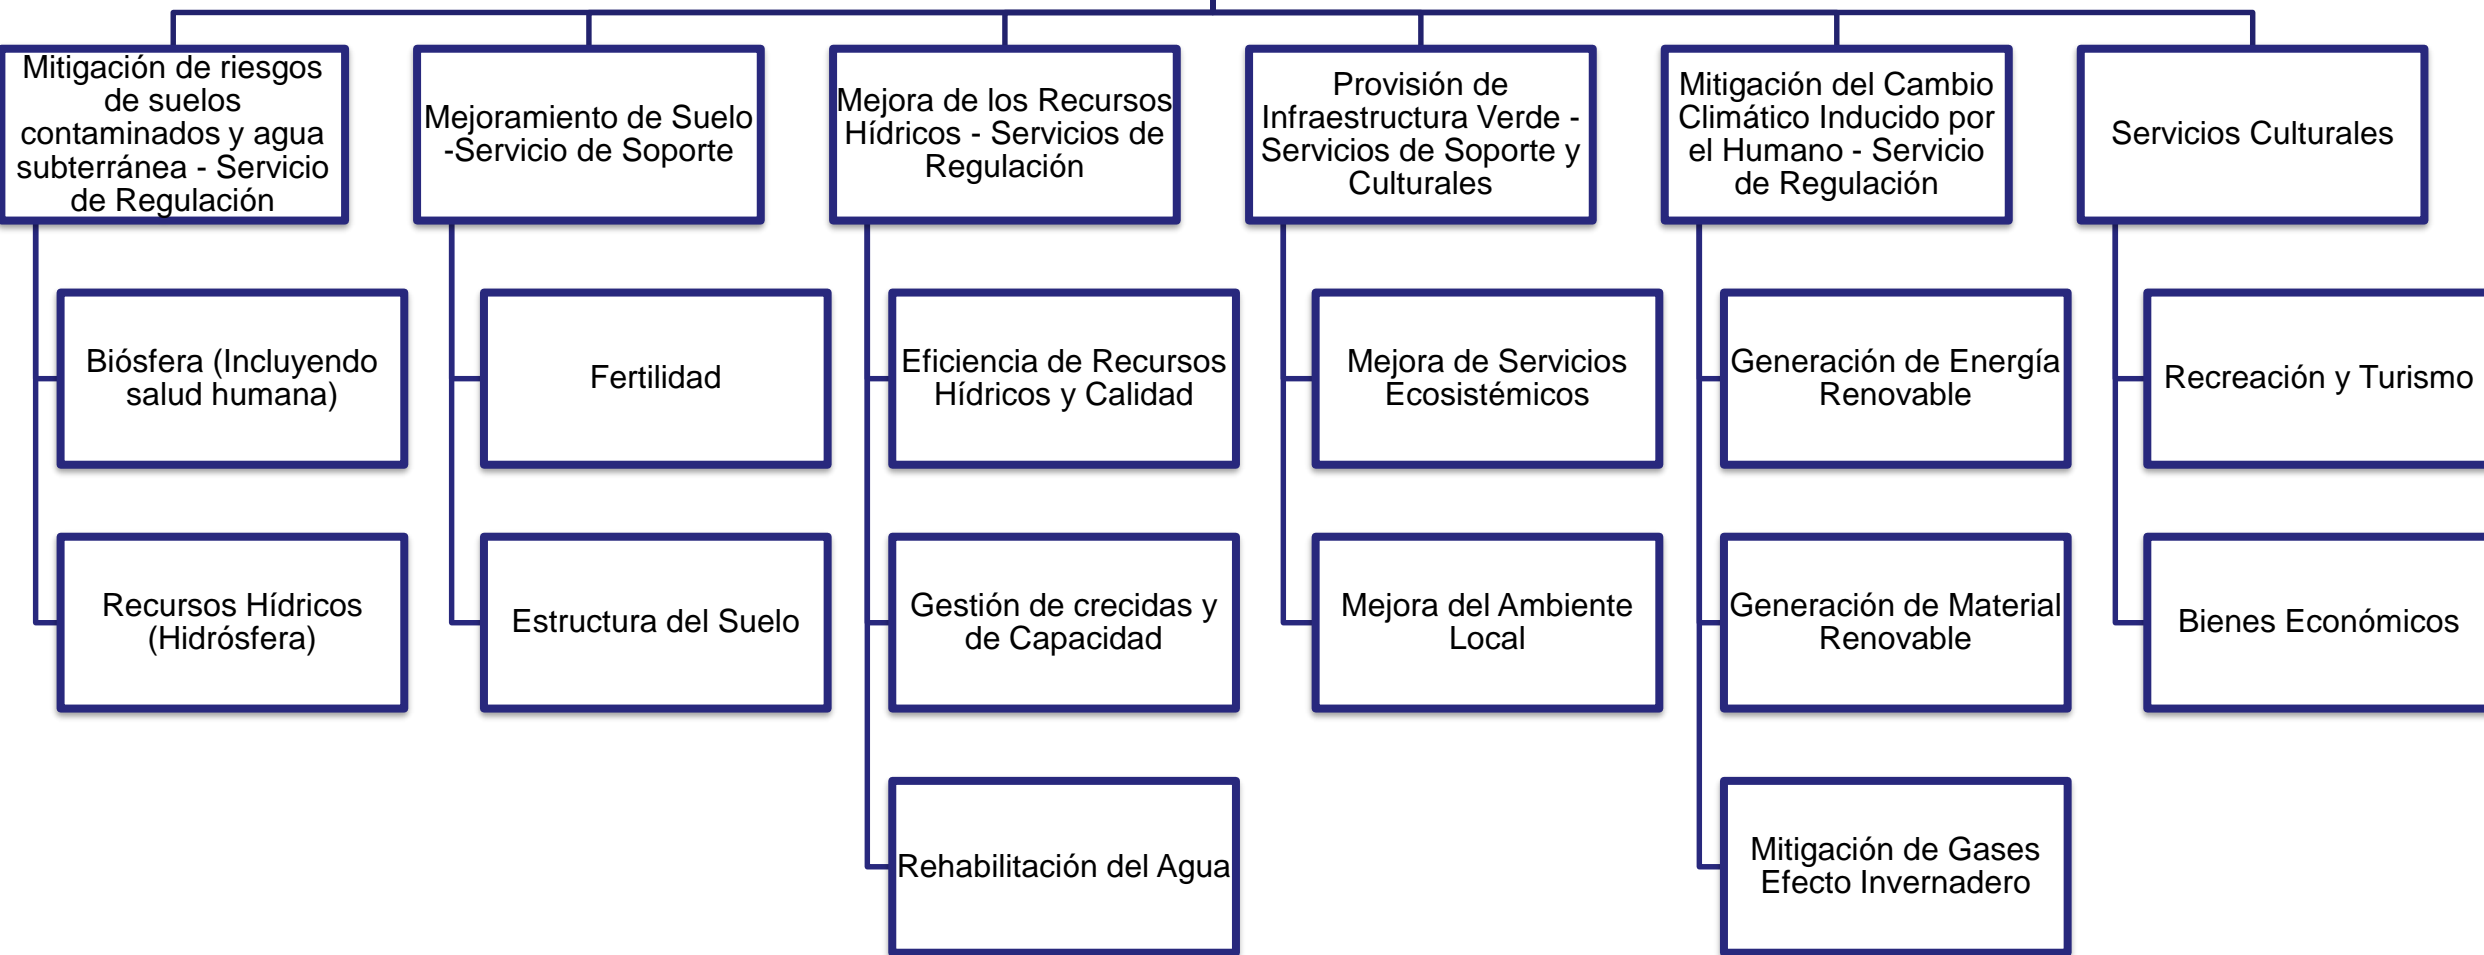 Mitigación de riesgos
de suelos
contaminados y agua
subterránea - Servicio
de Regulación
Mejoramiento de Suelo
-Servicio de Soporte
Mejora de los Recursos
Hídricos - Servicios de
Regulación
Provisión de
Infraestructura Verde -
Servicios de Soporte y
Culturales
Mitigación del Cambio
Climático Inducido por
el Humano - Servicio
de Regulación
Servicios Culturales
Biósfera (Incluyendo
salud humana)
Fertilidad
Eficiencia de Recursos
Hídricos y Calidad
Mejora de Servicios
Ecosistémicos
Generación de Energía
Renovable
Recreación y Turismo
Recursos Hídricos
(Hidrósfera)
Estructura del Suelo
Gestión de crecidas y
de Capacidad
Mejora del Ambiente
Local
Generación de Material
Renovable
Bienes Económicos
Rehabilitación del Agua
Mitigación de Gases
Efecto Invernadero